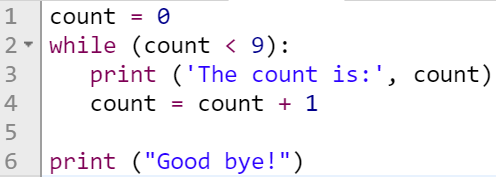 1 count = 0
2 while (count < 9):
3 print ('The count is:', count)
4 count = count + 1
5
6 print ("Good bye!")